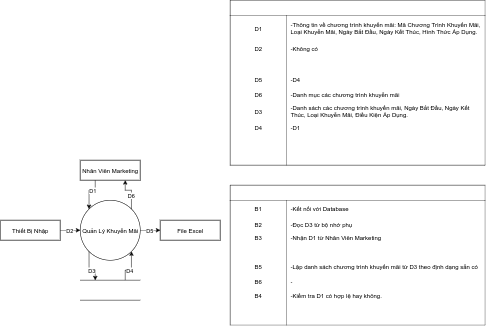 D1
-Thông tin về chương trình khuyến mãi: Mã Chương Trình Khuyến Mãi,
Loại Khuyến Mãi, Ngày Bắt Đầu, Ngày Kết Thúc, Hình Thức Áp Dụng.
D2
-Không có
D5
-D4
D6
-Danh mục các chương trình khuyến mãi
D3
-Danh sách các chương trình khuyến mãi, Ngày Bắt Đầu, Ngày Kết
Thúc, Loại Khuyến Mãi, Điều Kiện Áp Dụng.
D4
-D1
Nhân Viên Marketing
D1
D6
Thiết Bị Nhập
D2
Quản Lý Khuyến Mãi
D5
File Excel
D3
D4
B1
-Kết nối với Database
B2
-Đọc D3 từ bộ nhớ phụ
B3
-Nhận D1 từ Nhân Viên Marketing
B5
-Lập danh sách chương trình khuyến mãi từ D3 theo định dạng sẵn có
B6
-
B4
-Kiểm tra D1 có hợp lệ hay không.